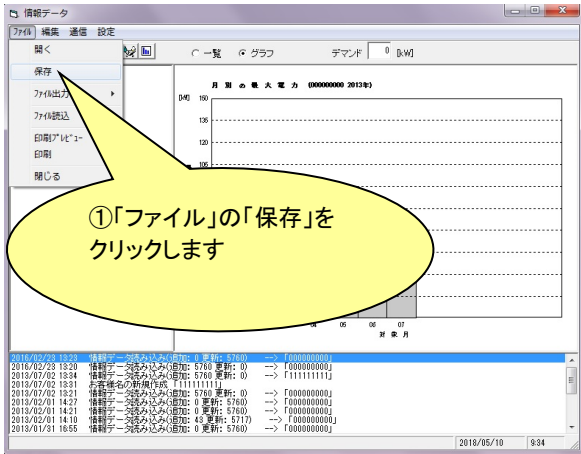 情報データ
ファイル 編集 通信 設定
開く
保存
ファイル出力
ファイル読込
印刷プレビュー
印刷
閉じる
一覧 グラフ デマンド 0 [kW]
月 別 の 最 大 電 力 (000000000 2013年)
[kW]
150
135
120
105
①「ファイル」の「保存」を
クリックします
05 06 07
対 象 月
2016/02/23 13:23 情報データ読み込み(追加: 0 更新: 5760) --> 「000000000」
2016/02/23 13:20 情報データ読み込み(追加: 5760 更新: 0) --> 「000000000」
2013/07/02 13:34 情報データ読み込み(追加: 5760 更新: 0) --> 「111111111」
2013/07/02 13:31 お客様名の新規作成 「111111111」
2013/07/02 13:21 情報データ読み込み(追加: 5760 更新: 0) --> 「000000000」
2013/02/01 14:27 情報データ読み込み(追加: 0 更新: 5760) --> 「000000000」
2013/02/01 14:21 情報データ読み込み(追加: 0 更新: 5760) --> 「000000000」
2013/02/01 14:10 情報データ読み込み(追加: 43 更新: 5717) --> 「000000000」
2013/01/31 16:55 情報データ読み込み(追加: 0 更新: 5760) --> 「000000000」
2018/05/10 9:34